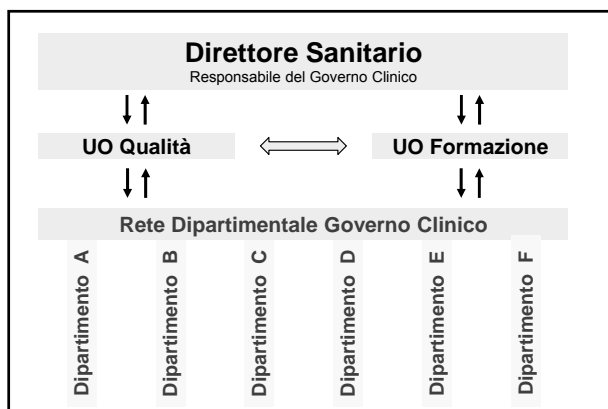 Direttore Sanitario
Responsabile del Governo Clinico
UO Qualità
UO Formazione
Rete Dipartimentale Governo Clinico
Dipartimento A
Dipartimento B
Dipartimento C
Dipartimento D
Dipartimento E
Dipartimento F